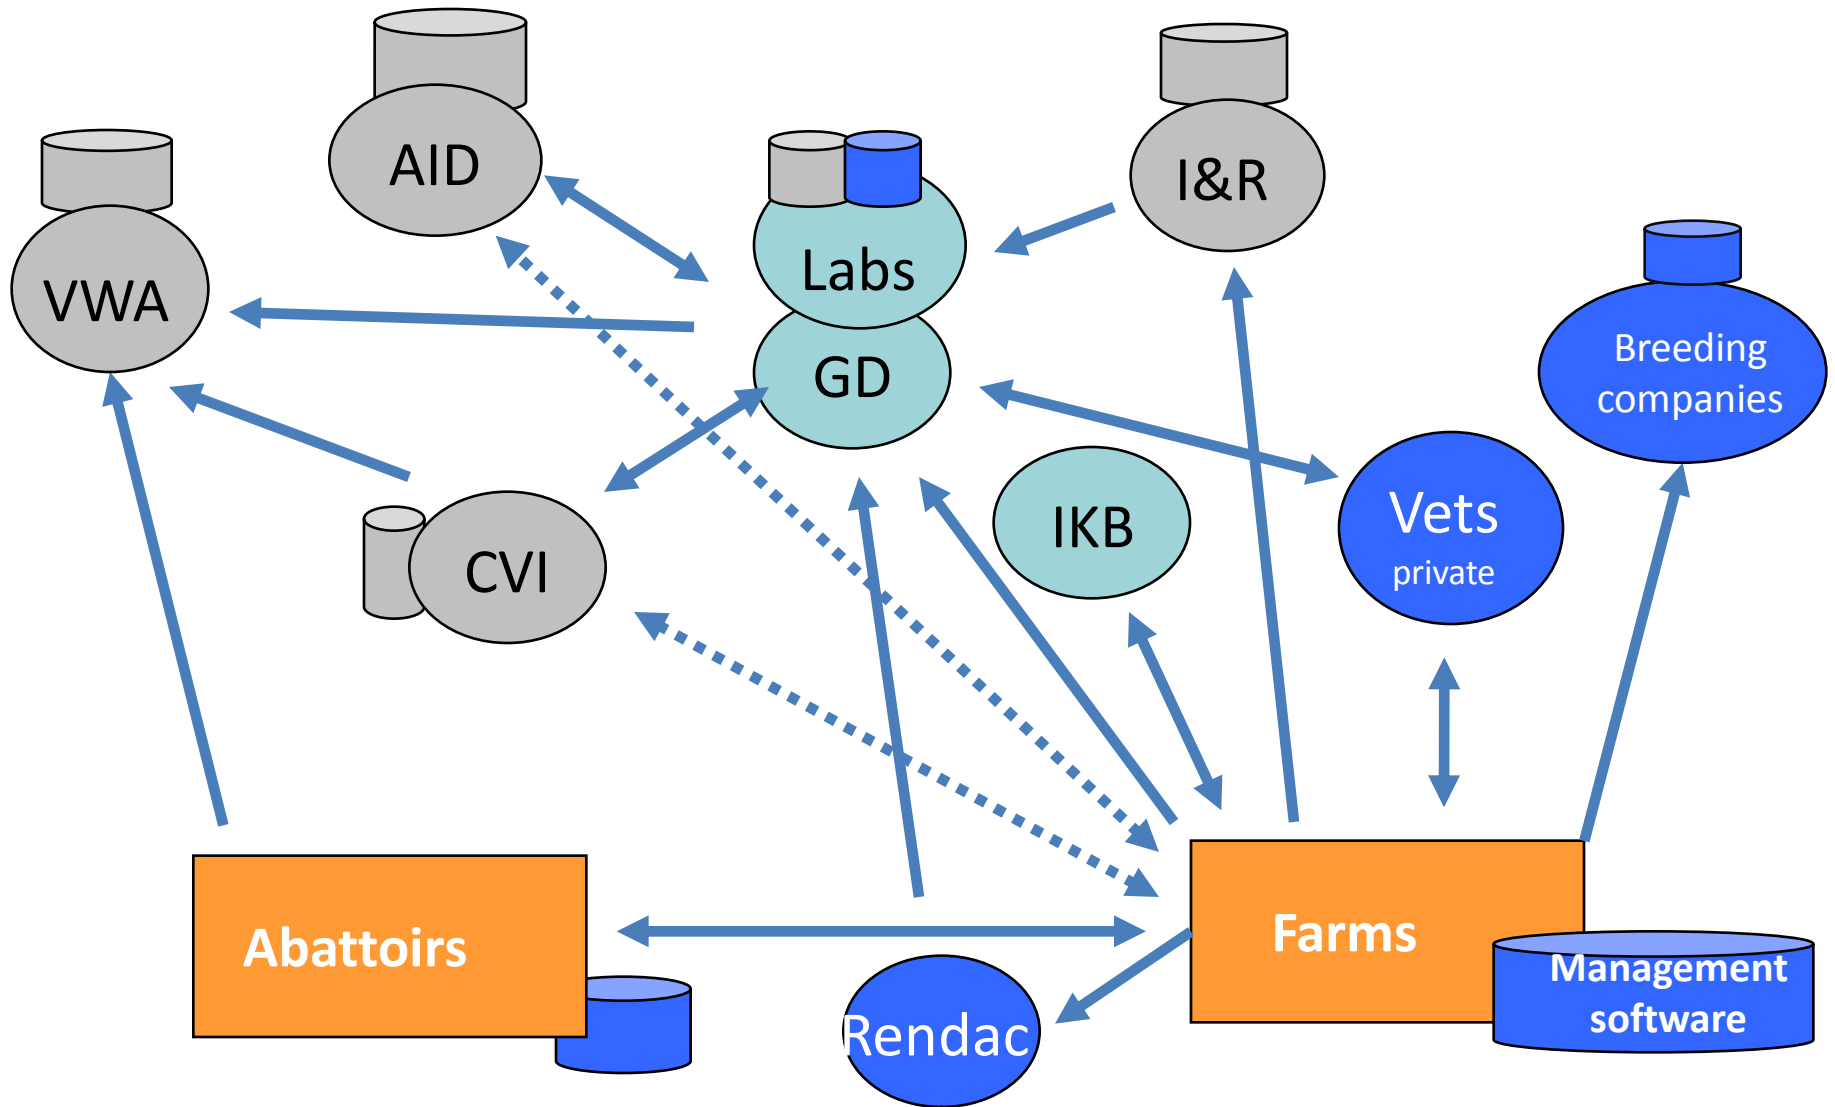 AID
I&R
VWA
Labs
GD
Breeding
companies
IKB
Vets
private
CVI
Abattoirs
Farms
Management
software
Rendac